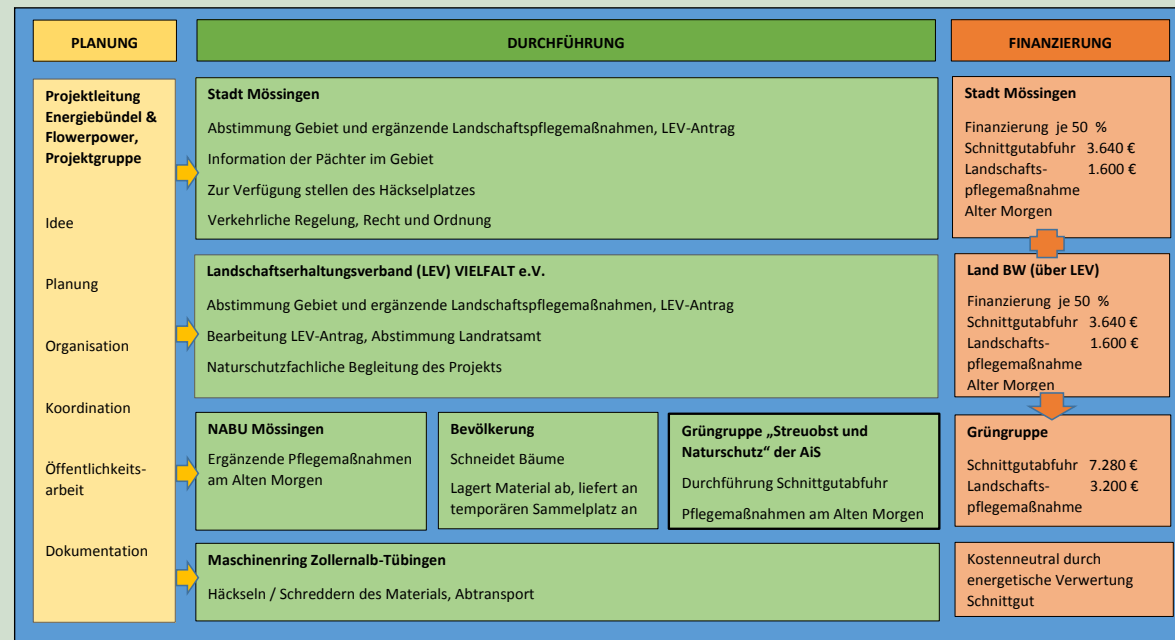 PLANUNG
DURCHFÜHRUNG
FINANZIERUNG
Projektleitung
Energiebündel &
Flowerpower,
Projektgruppe
Idee
Planung
Organisation
Koordination
Öffentlichkeits-
arbeit
Dokumentation
Stadt Mössingen
Abstimmung Gebiet und ergänzende Landschaftspflegemaßnahmen, LEV-Antrag
Information der Pächter im Gebiet
Zur Verfügung stellen des Häckselplatzes
Verkehrliche Regelung, Recht und Ordnung
Landschaftserhaltungsverband (LEV) VIELFALT e.V.
Abstimmung Gebiet und ergänzende Landschaftspflegemaßnahmen, LEV-Antrag
Bearbeitung LEV-Antrag, Abstimmung Landratsamt
Naturschutzfachliche Begleitung des Projekts
NABU Mössingen
Ergänzende Pflegemaßnahmen
am Alten Morgen
Bevölkerung
Schneidet Bäume
Lagert Material ab, liefert an
temporären Sammelplatz an
Grüngruppe „Streuobst und
Naturschutz“ der AiS
Durchführung Schnittgutabfuhr
Pflegemaßnahmen am Alten Morgen
Maschinenring Zollernalb-Tübingen
Häckseln / Schreddern des Materials, Abtransport
Stadt Mössingen
Finanzierung je 50 %
Schnittgutabfuhr 3.640 €
Landschafts- 1.600 €
pflegemaßnahme
Alter Morgen
Land BW (über LEV)
Finanzierung je 50 %
Schnittgutabfuhr 3.640 €
Landschafts- 1.600 €
pflegemaßnahme
Alter Morgen
Grüngruppe
Schnittgutabfuhr 7.280 €
Landschafts- 3.200 €
pflegemaßnahme
Kostenneutral durch
energetische Verwertung
Schnittgut